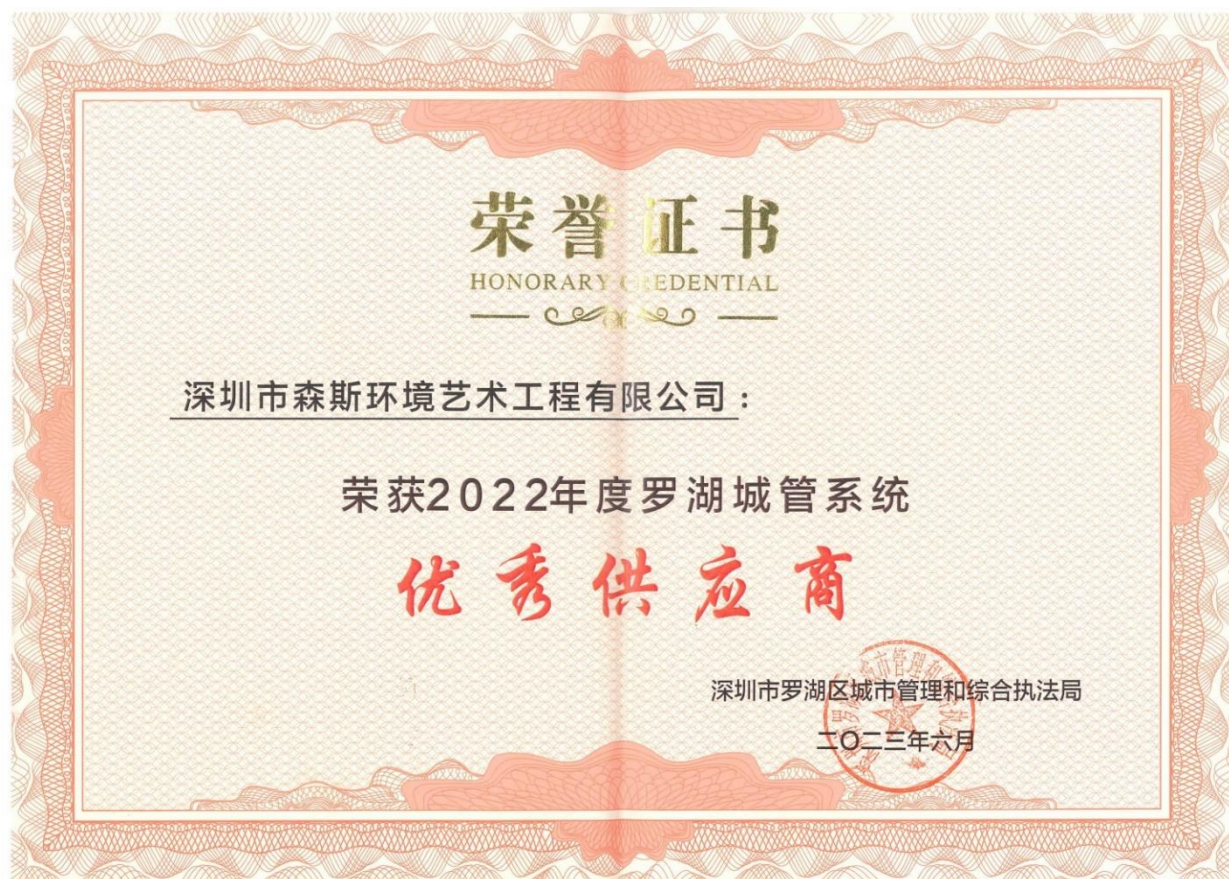 荣誉证书
HONORARY CREDENTIAL
深圳市森斯环境艺术工程有限公司：
荣获2022年度罗湖城管系统
优秀供应商
深圳市罗湖区城市管理和综合执法局
二〇二三年六月